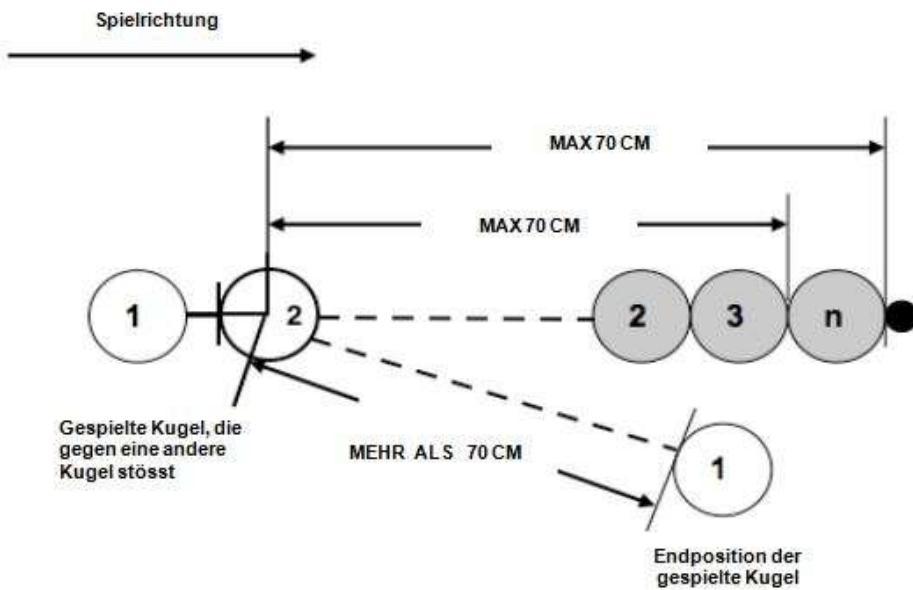 Spielrichtung
MAX 70 CM
MAX 70 CM
1
2
2
3
n
Gespielte Kugel, die
gegen eine andere
Kugel stösst
MEHR ALS 70 CM
1
Endposition der
gespielte Kugel